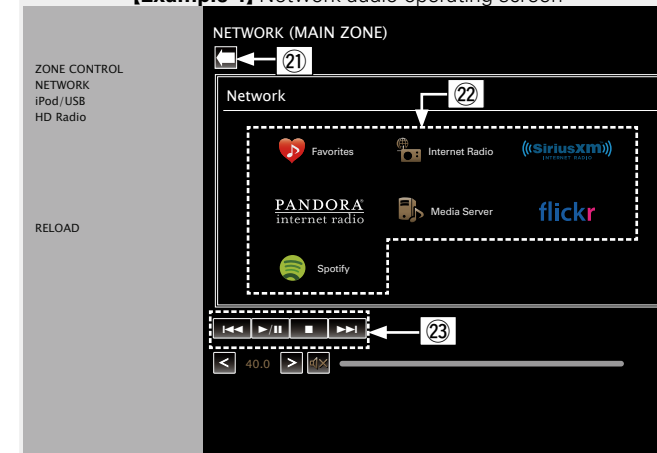 [Example 4] Network audio operating screen
NETWORK (MAIN ZONE)
21
ZONE CONTROL
NETWORK
iPod/USB
HD Radio
RELOAD
Network
22
Favorites
Internet Radio
((SiriusXM))
INTERNET RADIO
PANDORA
internet radio
Media Server
flickr
Spotify
23
< 40.0 >